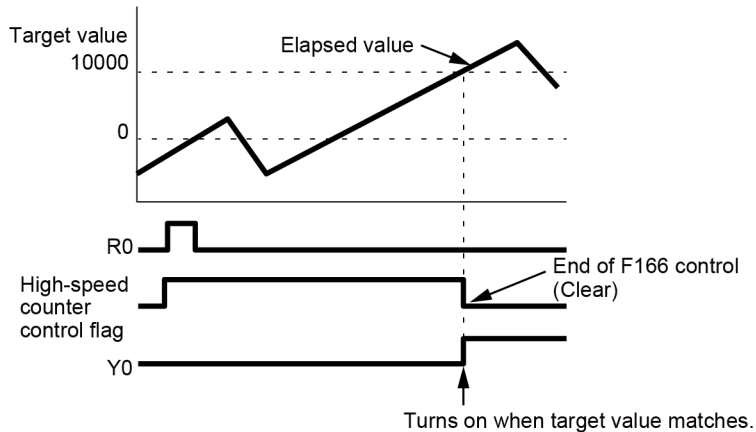 Target value
10000
Elapsed value
0
R0
High-speed
counter
control flag
End of F166 control
(Clear)
Y0
Turns on when target value matches.